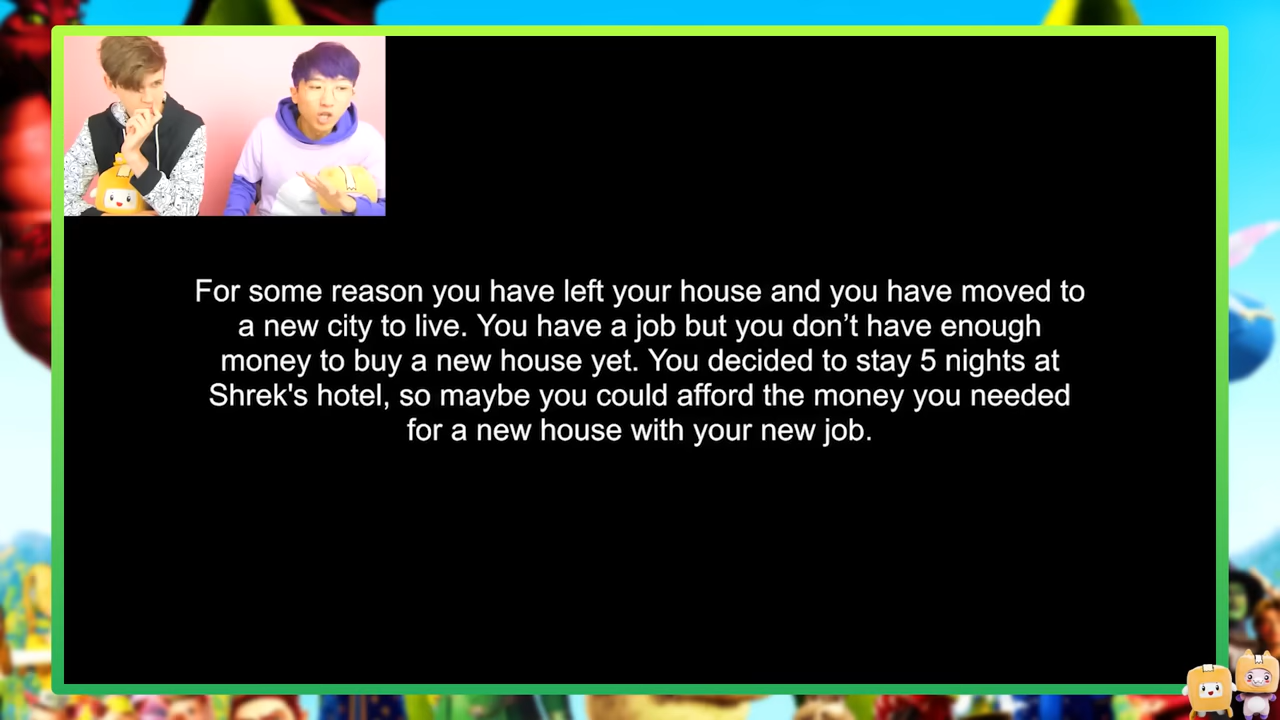 For some reason you have left your house and you have moved to
a new city to live. You have a job but you don’t have enough
money to buy a new house yet. You decided to stay 5 nights at
Shrek's hotel, so maybe you could afford the money you needed
for a new house with your new job.